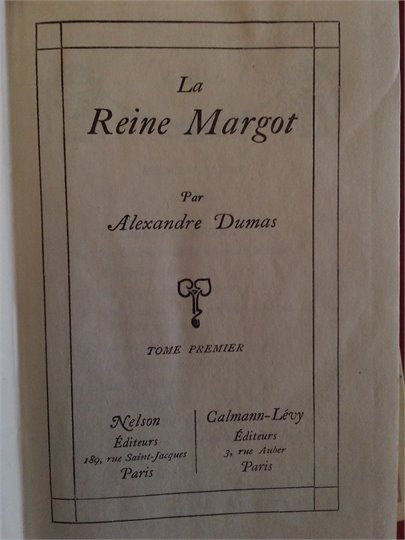 La
Reine Margot
Par
Alexandre Dumas
TOME PREMIER
Nelson
Éditeurs
189, rue Saint-Jacques
Paris
Calmann-Lévy
Éditeurs
3, rue Auber
Paris